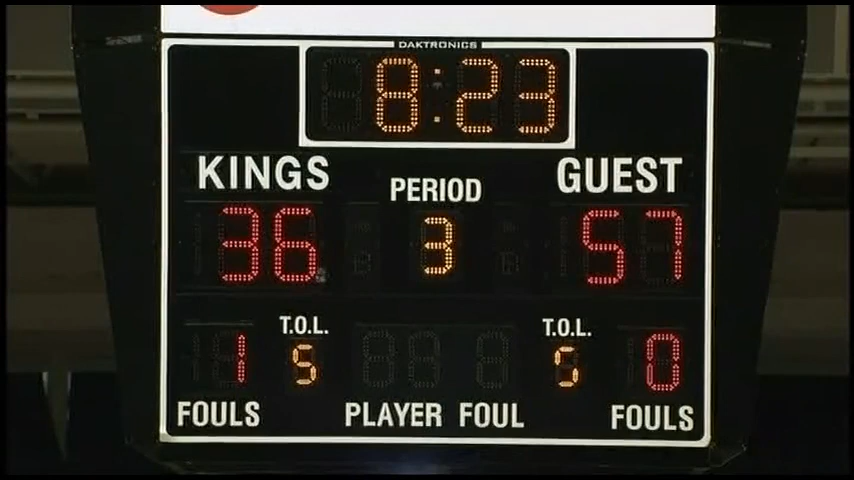 DAKTRONICS
8:23
KINGS PERIOD GUEST
36 3 57
T.O.L. T.O.L.
1 5 5 0
FOULS PLAYER FOUL FOULS